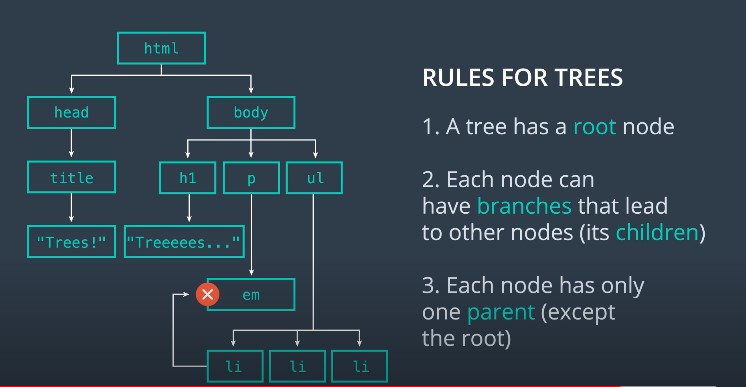 html
head
body
title
h1
p
ul
"Trees!"
"Treeeees..."
em
li
li
li
RULES FOR TREES
1. A tree has a root node
2. Each node can
have branches that lead
to other nodes (its children)
3. Each node has only
one parent (except
the root)